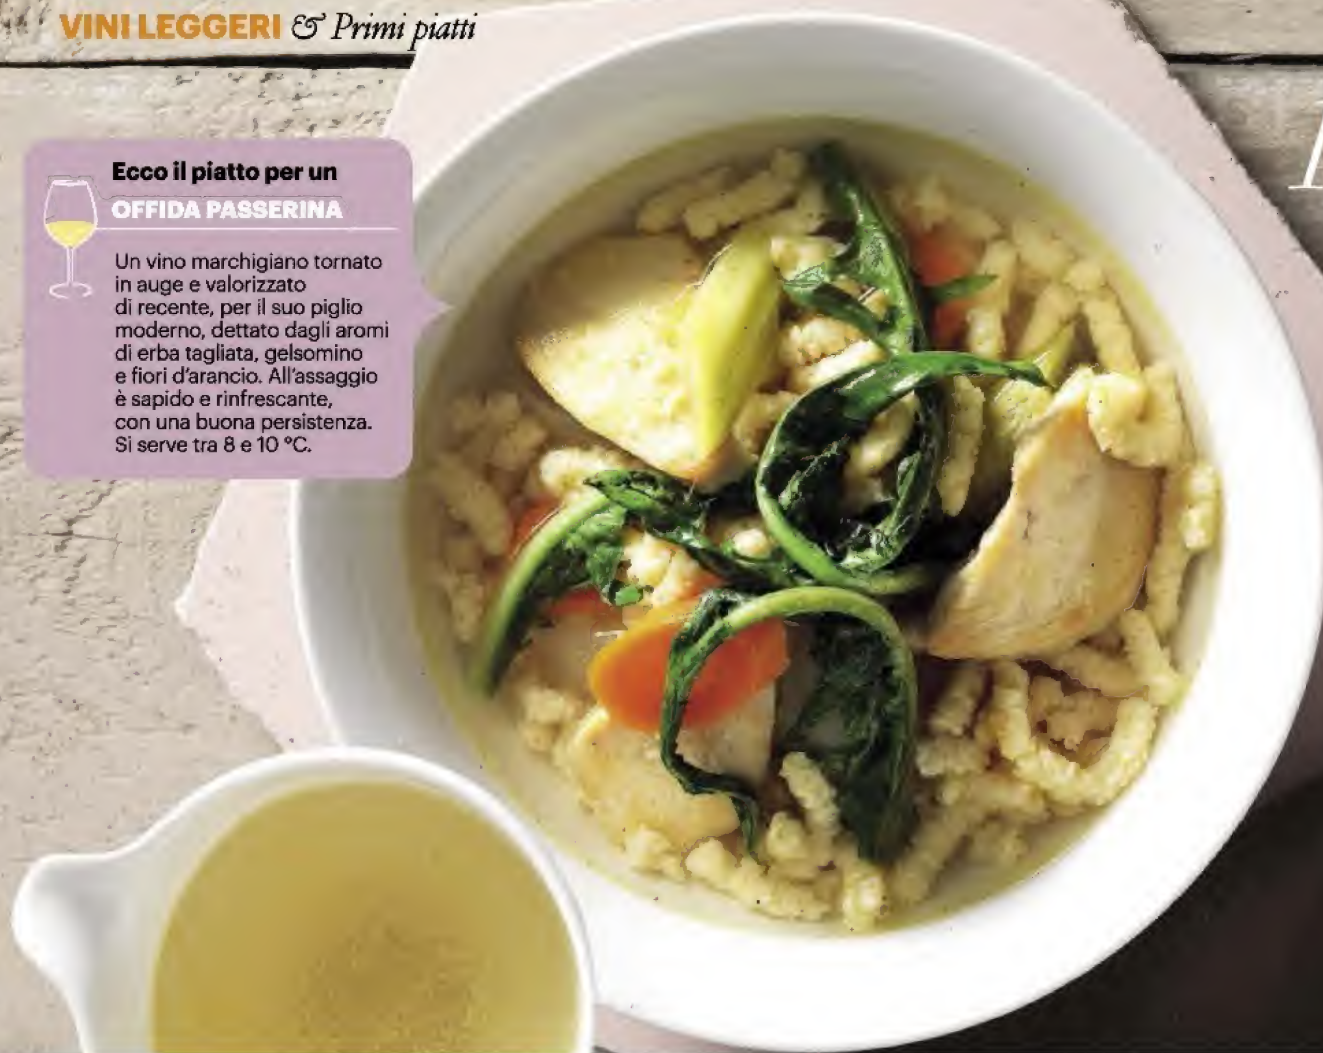 VINI LEGGERI & Primi piatti
Ecco il piatto per un
OFFIDA PASSERINA
Un vino marchigiano tornato
in auge e valorizzato
di recente, per il suo piglio
moderno, dettato dagli aromi
di erba tagliata, gelsomino
e fiori d'arancio. All'assaggio
è sapido e rinfrescante,
con una buona persistenza.
Si serve tra 8 e 10 °C.